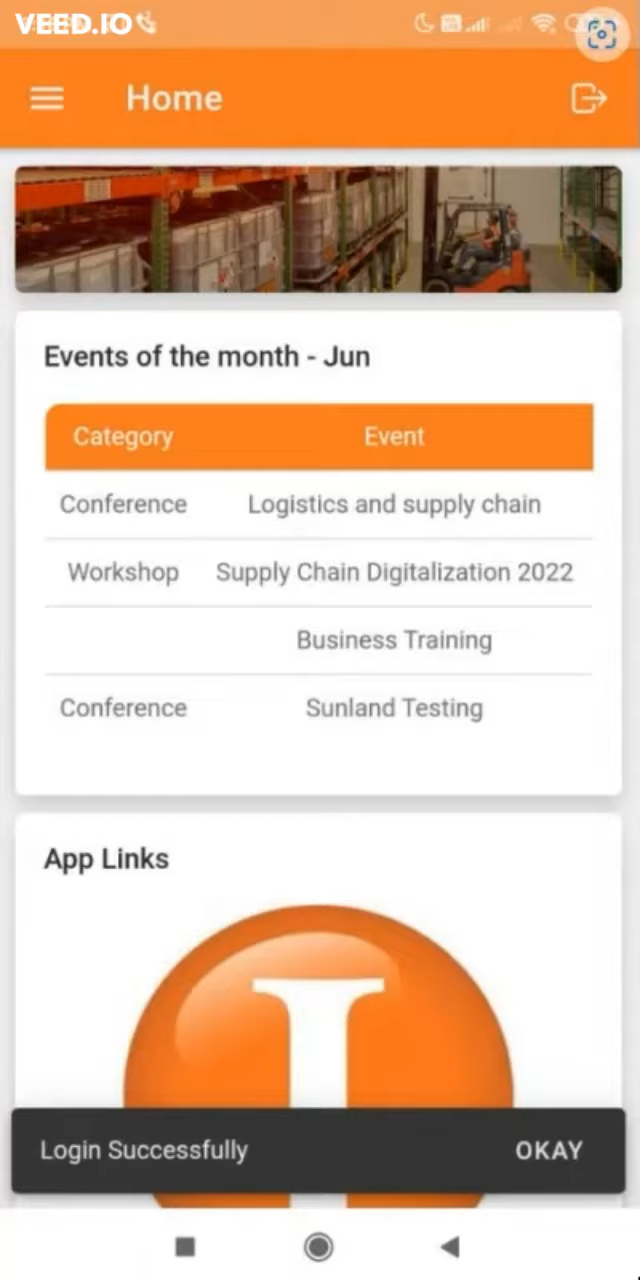 VEED.IO
Home
Events of the month - Jun
Category Event
Conference Logistics and supply chain
Workshop Supply Chain Digitalization 2022
Business Training
Conference Sunland Testing
App Links
I
Login Successfully OKAY